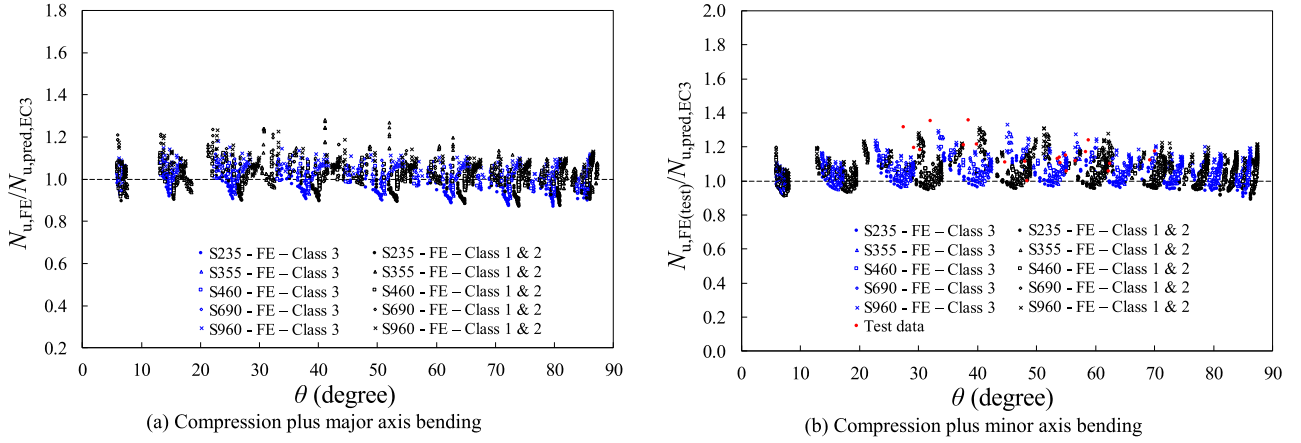 1.8
1.6
1.4
1.2
1.0
0.8
0.6
0.4
0.2
N_u,FE/N_u,pred,EC3
S235 - FE – Class 3
S355 - FE – Class 3
S460 - FE – Class 3
S690 - FE – Class 3
S960 - FE – Class 3
S235 - FE – Class 1 & 2
S355 - FE – Class 1 & 2
S460 - FE – Class 1 & 2
S690 - FE – Class 1 & 2
S960 - FE – Class 1 & 2
0 10 20 30 40 50 60 70 80 90
θ (degree)
(a) Compression plus major axis bending
2.0
1.8
1.6
1.4
1.2
1.0
0.8
0.6
0.4
0.2
0.0
N_u,FE(test)/N_u,pred,EC3
S235 - FE – Class 3
S355 - FE – Class 3
S460 - FE – Class 3
S690 - FE – Class 3
S960 - FE – Class 3
Test data
S235 - FE – Class 1 & 2
S355 - FE – Class 1 & 2
S460 - FE – Class 1 & 2
S690 - FE – Class 1 & 2
S960 - FE – Class 1 & 2
0 10 20 30 40 50 60 70 80 90
θ (degree)
(b) Compression plus minor axis bending